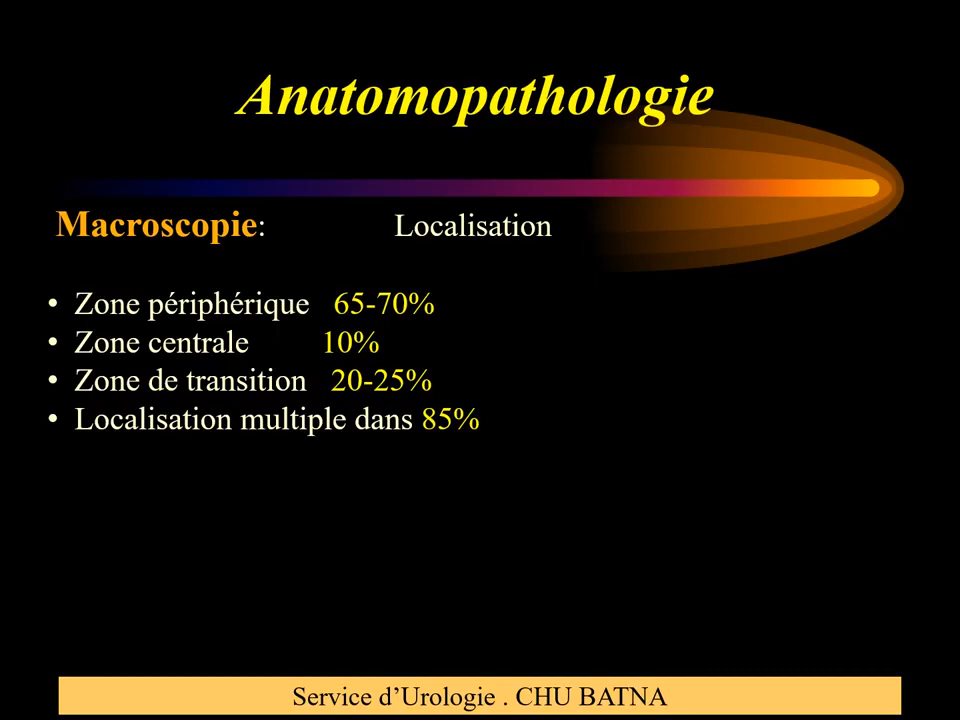 Anatomopathologie
Macroscopie: Localisation
• Zone périphérique 65-70%
• Zone centrale 10%
• Zone de transition 20-25%
• Localisation multiple dans 85%
Service d’Urologie . CHU BATNA